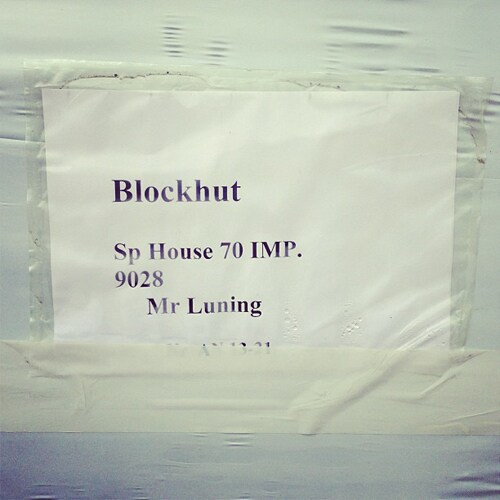 Blockhut
Sp House 70 IMP.
9028
Mr Luning